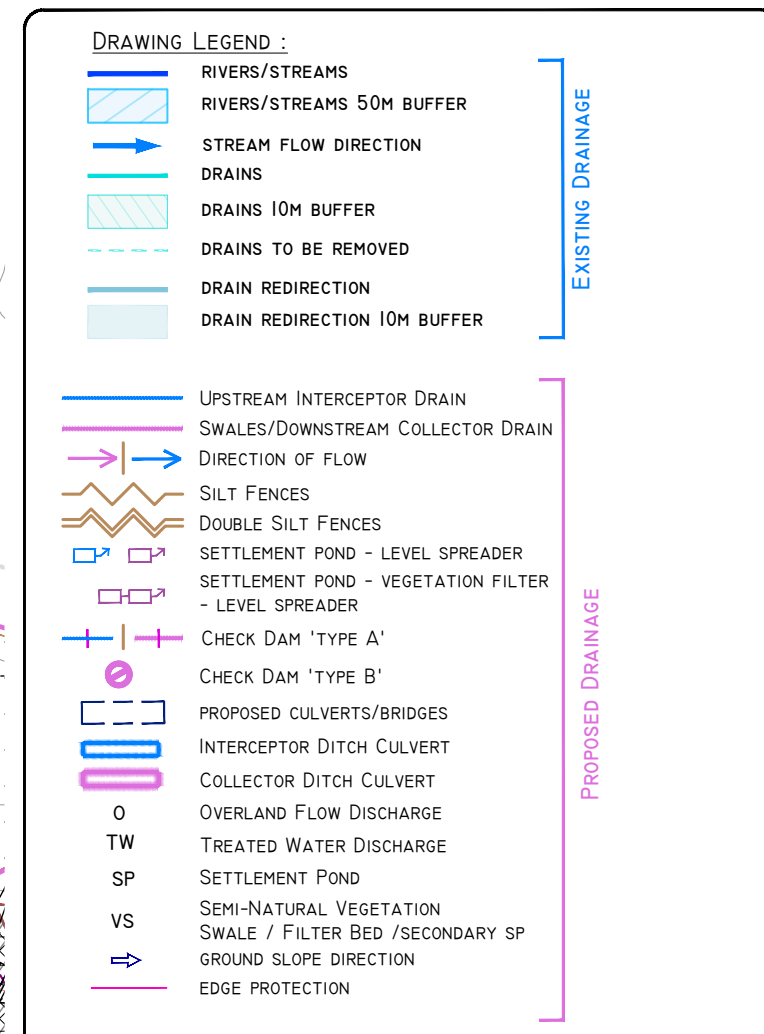 DRAWING LEGEND :
RIVERS/STREAMS
RIVERS/STREAMS 50M BUFFER
STREAM FLOW DIRECTION
DRAINS
DRAINS 10M BUFFER
DRAINS TO BE REMOVED
DRAIN REDIRECTION
DRAIN REDIRECTION 10M BUFFER
EXISTING DRAINAGE
UPSTREAM INTERCEPTOR DRAIN
SWALES/DOWNSTREAM COLLECTOR DRAIN
DIRECTION OF FLOW
SILT FENCES
DOUBLE SILT FENCES
SETTLEMENT POND - LEVEL SPREADER
SETTLEMENT POND - VEGETATION FILTER
- LEVEL SPREADER
CHECK DAM 'TYPE A'
CHECK DAM 'TYPE B'
PROPOSED CULVERTS/BRIDGES
INTERCEPTOR DITCH CULVERT
COLLECTOR DITCH CULVERT
O OVERLAND FLOW DISCHARGE
TW TREATED WATER DISCHARGE
SP SETTLEMENT POND
VS SEMI-NATURAL VEGETATION
SWALE / FILTER BED /SECONDARY SP
GROUND SLOPE DIRECTION
EDGE PROTECTION
PROPOSED DRAINAGE